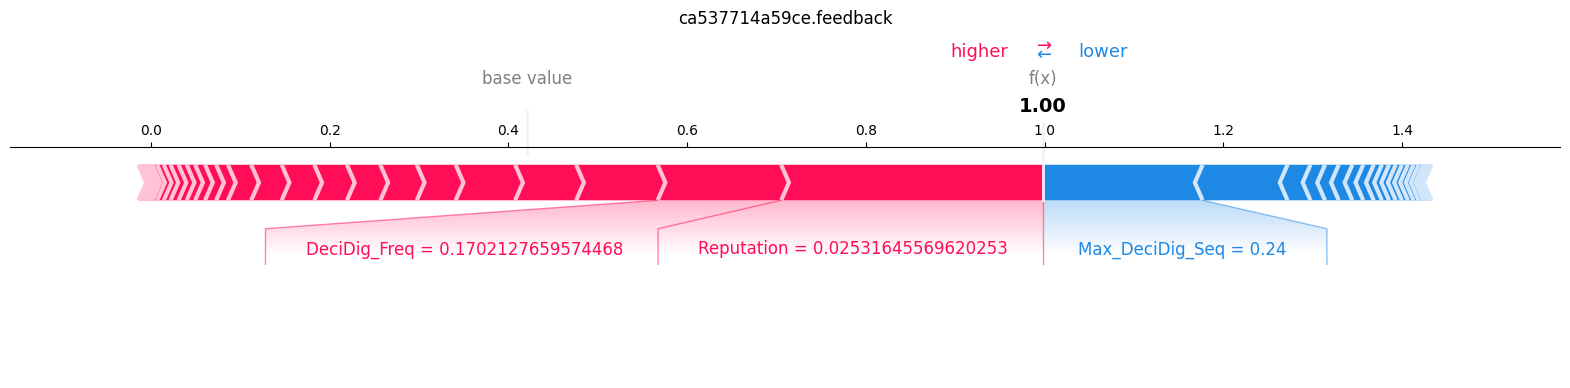 ca537714a59ce.feedback
higher → ← lower
base value f(x)
1.00
0.0 0.2 0.4 0.6 0.8 1.0 1.2 1.4
DeciDig_Freq = 0.1702127659574468 Reputation = 0.02531645569620253 Max_DeciDig_Seq = 0.24